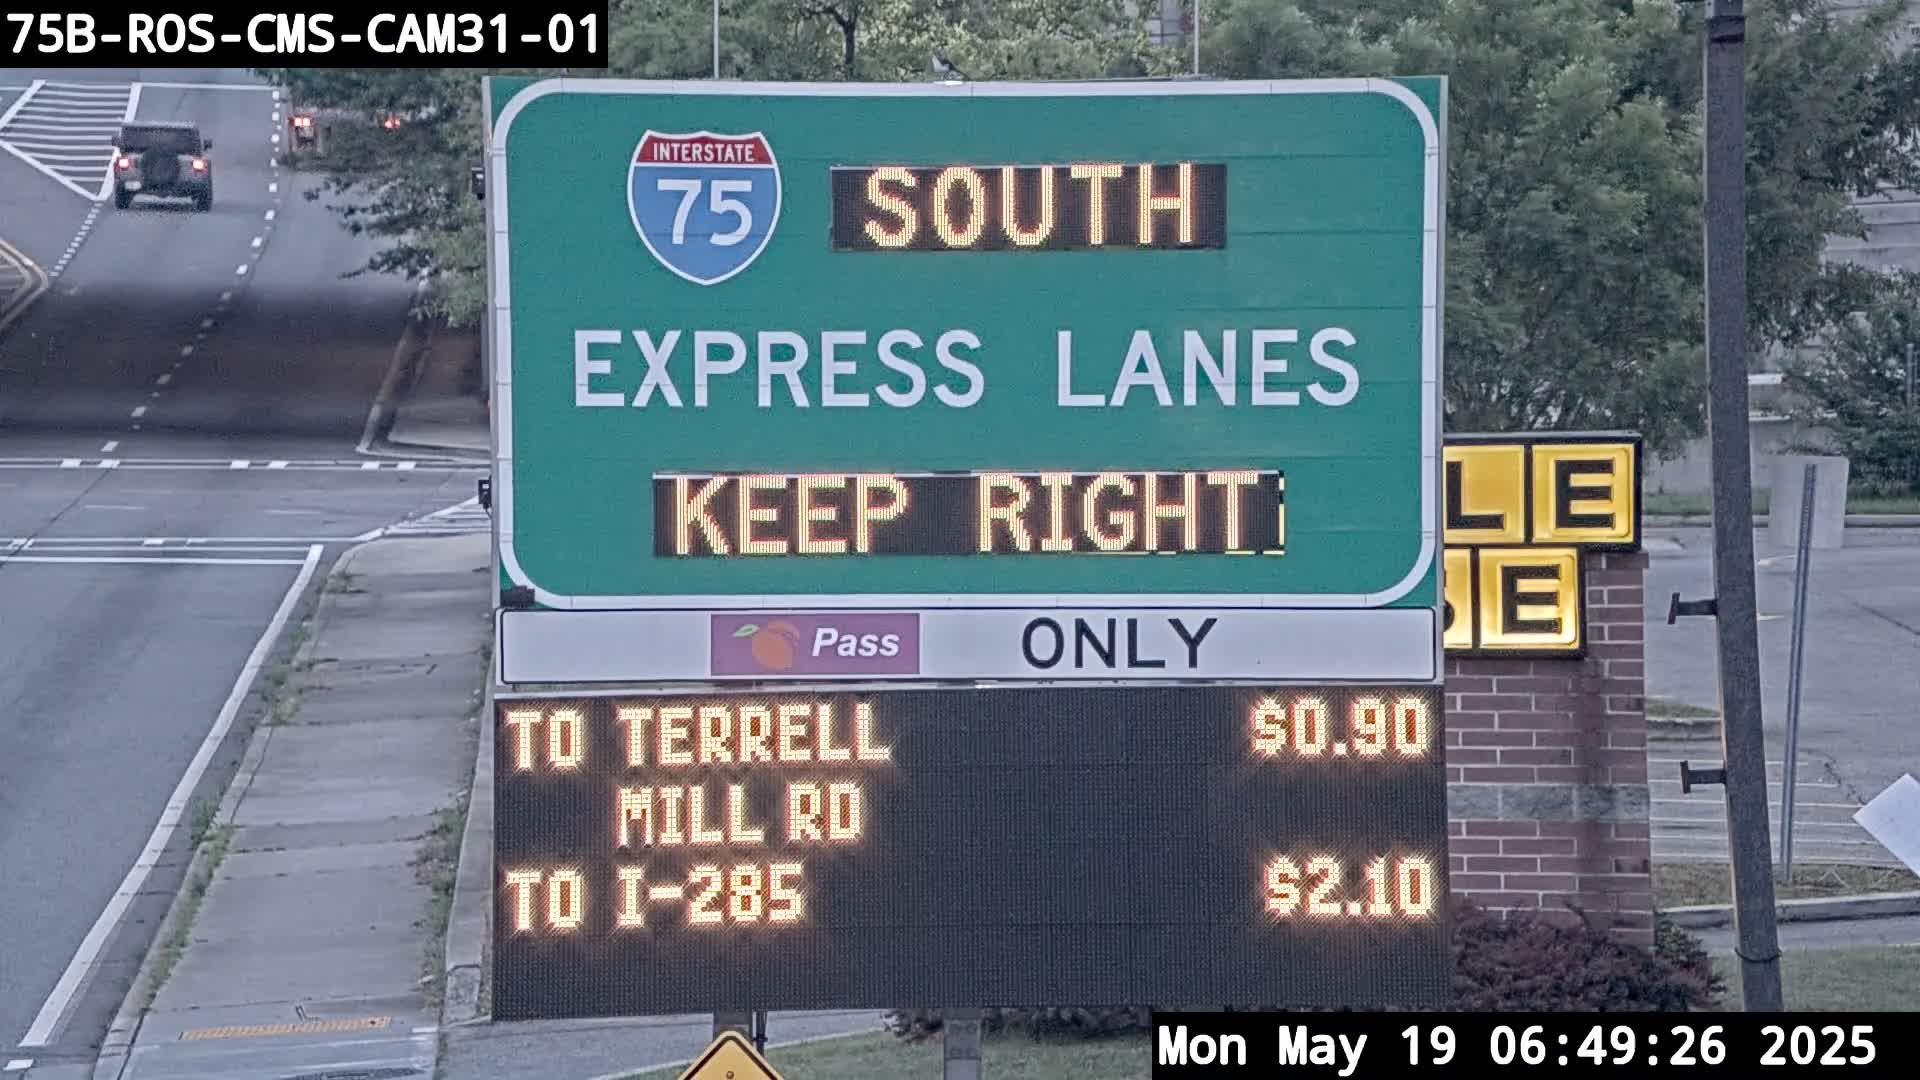 75B-ROS-CMS-CAM31-01
INTERSTATE
75
SOUTH
EXPRESS LANES
KEEP RIGHT
Pass ONLY
TO TERRELL $0.90
MILL RD
TO I-285 $2.10
LE
E
Mon May 19 06:49:26 2025